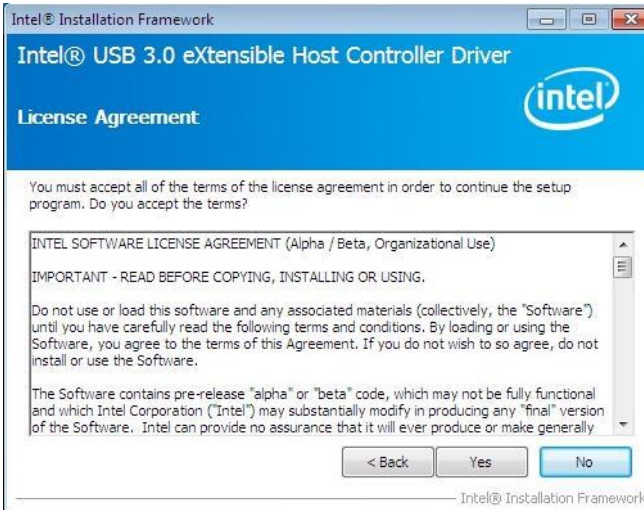 Intel® Installation Framework
Intel® USB 3.0 eXtensible Host Controller Driver
intel
License Agreement
You must accept all of the terms of the license agreement in order to continue the setup
program. Do you accept the terms?
INTEL SOFTWARE LICENSE AGREEMENT (Alpha / Beta, Organizational Use)
IMPORTANT - READ BEFORE COPYING, INSTALLING OR USING.
Do not use or load this software and any associated materials (collectively, the "Software")
until you have carefully read the following terms and conditions. By loading or using the
Software, you agree to the terms of this Agreement. If you do not wish to so agree, do not
install or use the Software.
The Software contains pre-release "alpha" or "beta" code, which may not be fully functional
and which Intel Corporation ("Intel") may substantially modify in producing any "final" version
of the Software. Intel can provide no assurance that it will ever produce or make generally
< Back
Yes
No
Intel® Installation Framework